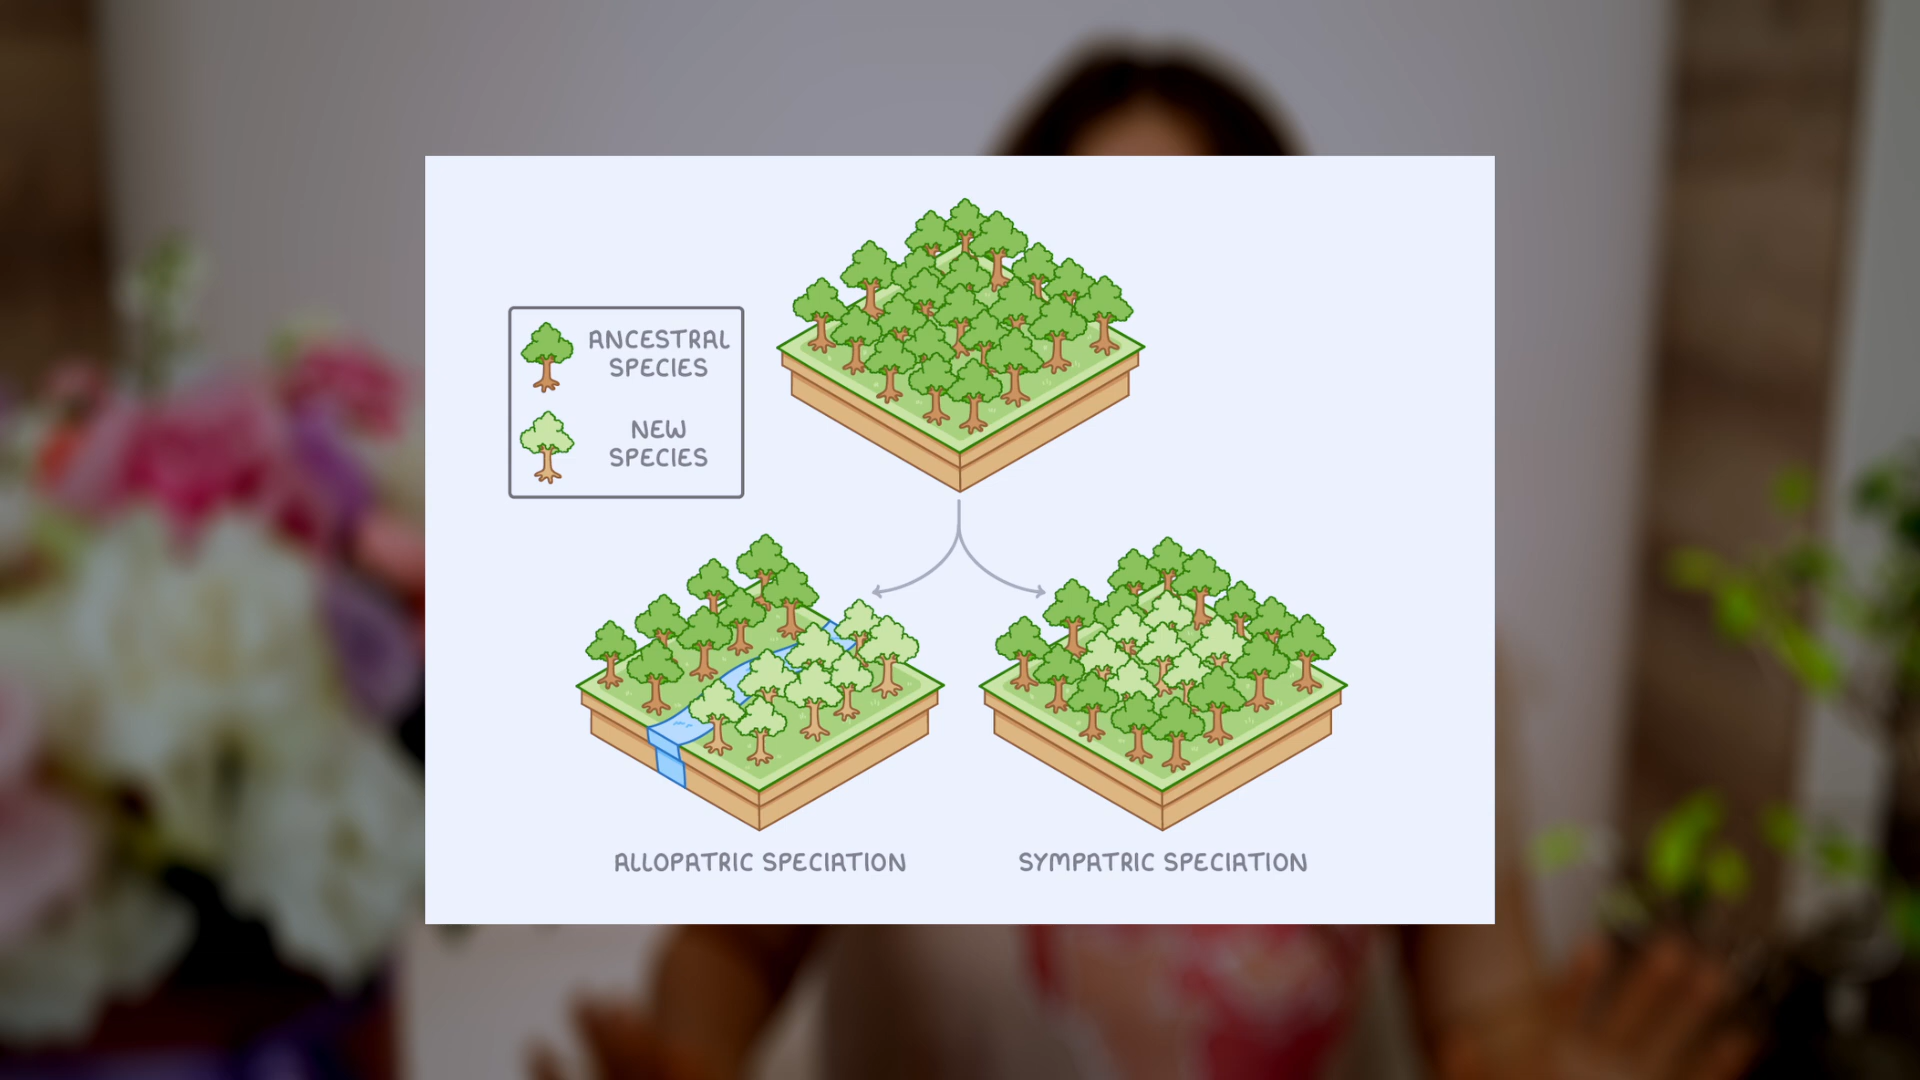 ANCESTRAL
SPECIES
NEW
SPECIES
ALLOPATRIC SPECIATION
SYMPATRIC SPECIATION